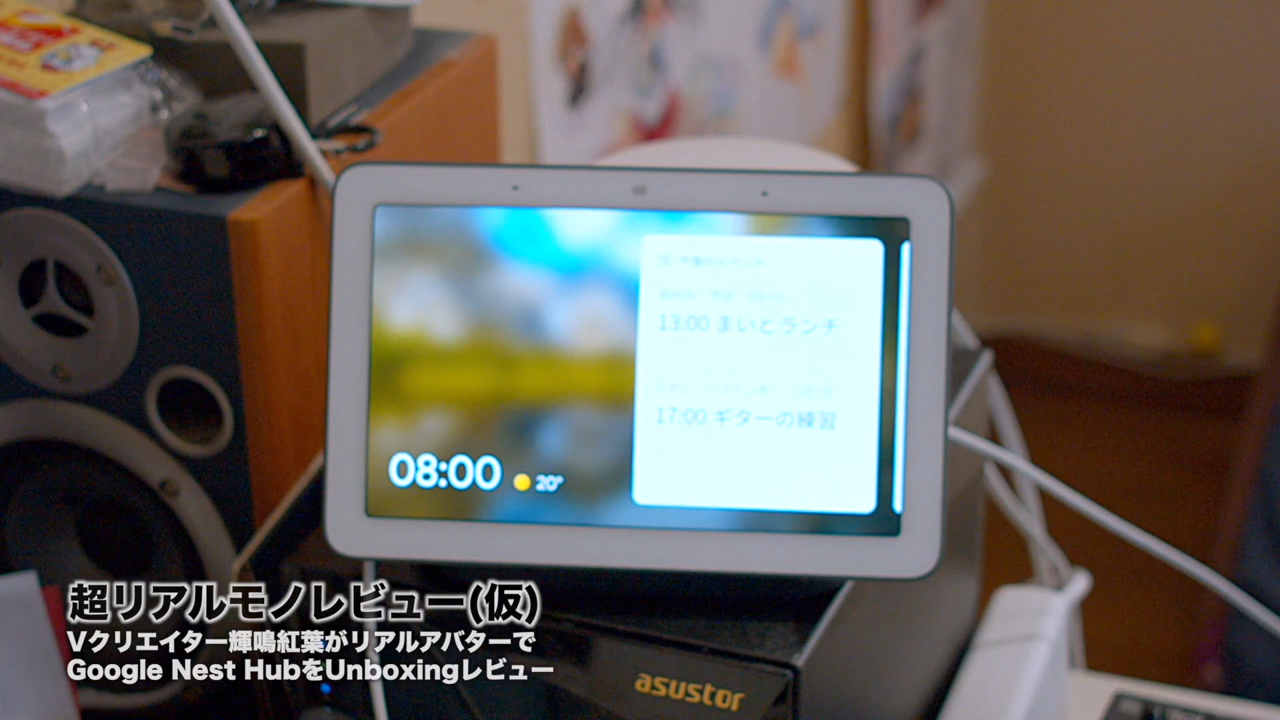 13:00 まいとランチ
17:00 ギターの練習
08:00 20°
超リアルモノレビュー(仮)
Vクリエイター輝鳴紅葉がリアルアバターで
Google Nest HubをUnboxingレビュー
asustor